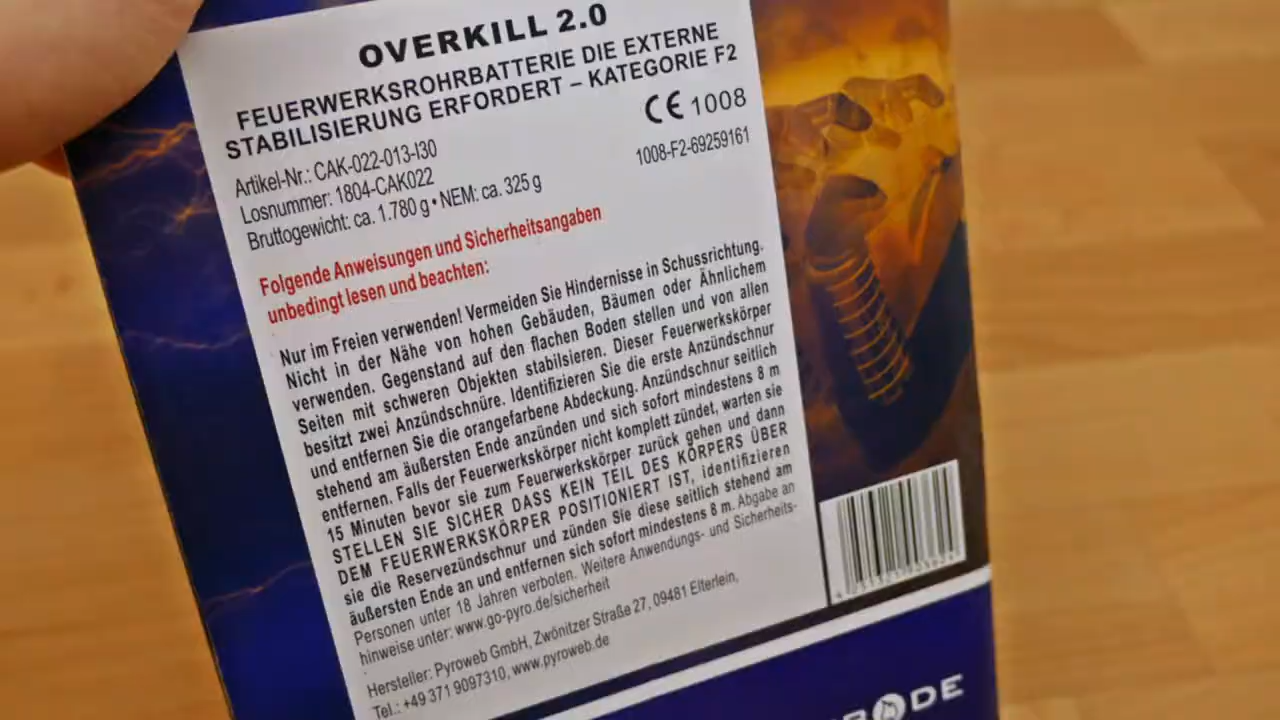 OVERKILL 2.0
FEUERWERKSROHRBATTERIE DIE EXTERNE
STABILISIERUNG ERFORDERT – KATEGORIE F2
CE 1008
Artikel-Nr.: CAK-022-013-I30
1008-F2-69259161
Losnummer: 1804-CAK022
Bruttogewicht: ca. 1.780 g • NEM: ca. 325 g
Folgende Anweisungen und Sicherheitsangaben
unbedingt lesen und beachten:
Nur im Freien verwenden! Vermeiden Sie Hindernisse in Schussrichtung.
Nicht in der Nähe von hohen Gebäuden, Bäumen oder Ähnlichem
verwenden. Gegenstand auf den flachen Boden stellen und von allen
Seiten mit schweren Objekten stabilsieren. Dieser Feuerwerkskörper
besitzt zwei Anzündschnüre. Identifizieren Sie die erste Anzündschnur
und entfernen Sie die orangefarbene Abdeckung. Anzündschnur seitlich
stehend am äußersten Ende anzünden und sich sofort mindestens 8 m
entfernen. Falls der Feuerwerkskörper nicht komplett zündet, warten sie
15 Minuten bevor sie zum Feuerwerkskörper zurück gehen und dann
STELLEN SIE SICHER DASS KEIN TEIL DES KÖRPERS ÜBER
DEM FEUERWERKSKÖRPER POSITIONIERT IST, identifizieren
sie die Reservezündschnur und zünden Sie diese seitlich stehend am
äußersten Ende an und entfernen sich sofort mindestens 8 m. Abgabe an
Personen unter 18 Jahren verboten. Weitere Anwendungs- und Sicherheits-
hinweise unter: www.go-pyro.de/sicherheit
Hersteller: Pyroweb GmbH, Zwönitzer Straße 27, 09481 Elterlein,
Tel.: +49 371 9097310, www.pyroweb.de